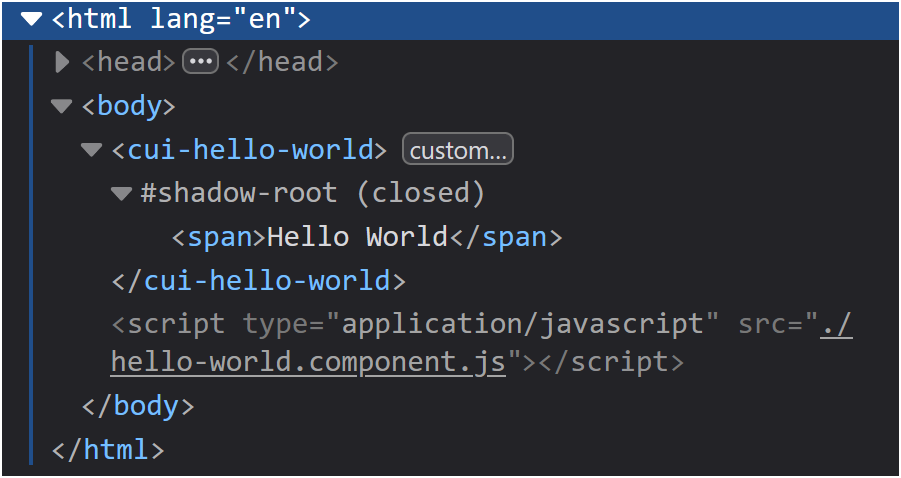 <html lang="en">
<head>•••</head>
<body>
<cui-hello-world> custom…
#shadow-root (closed)
<span>Hello World</span>
</cui-hello-world>
<script type="application/javascript" src="./
hello-world.component.js"></script>
</body>
</html>